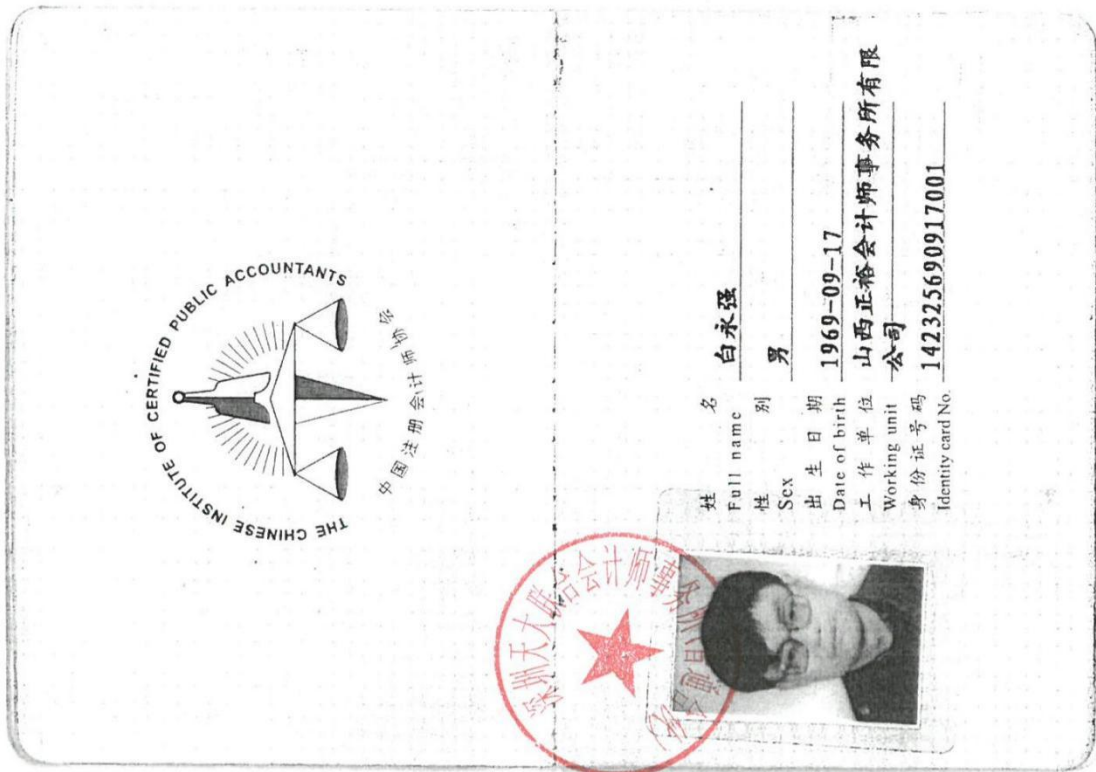 THE CHINESE INSTITUTE OF CERTIFIED PUBLIC ACCOUNTANTS
中国注册会计师协会
姓名 白永强
Full name
性别 男
Sex
出生日期 1969-09-17
Date of birth
工作单位 山西正裕会计师事务所有限
Working unit 公司
身份证号码 142325690917001
Identity card No.
深圳天大联合会计师事务